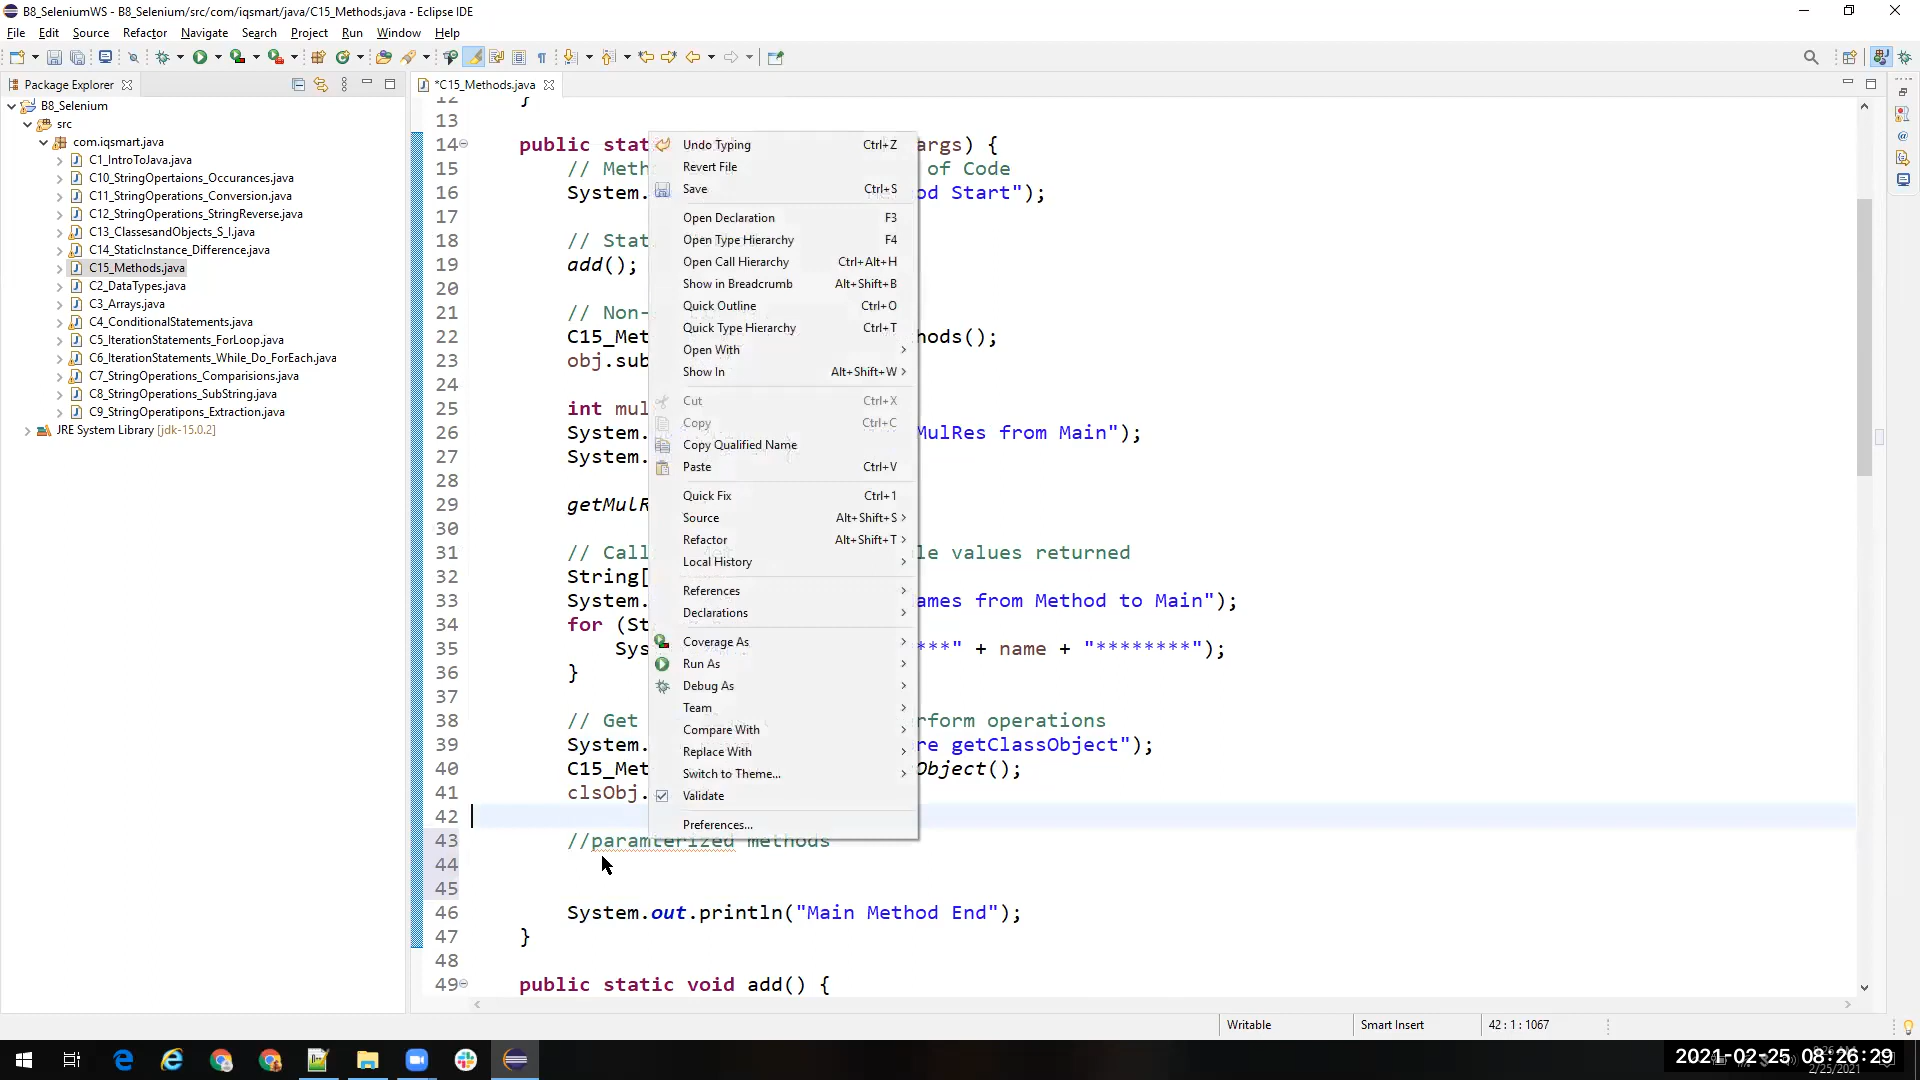 B8_SeleniumWS - B8_Selenium/src/com/iqsmart/java/C15_Methods.java - Eclipse IDE
File Edit Source Refactor Navigate Search Project Run Window Help
Package Explorer
B8_Selenium
src
com.iqsmart.java
C1_IntroToJava.java
C10_StringOpertaions_Occurances.java
C11_StringOperations_Conversion.java
C12_StringOperations_StringReverse.java
C13_ClassesandObjects_S_I.java
C14_StaticInstance_Difference.java
C15_Methods.java
C2_DataTypes.java
C3_Arrays.java
C4_ConditionalStatements.java
C5_IterationStatements_ForLoop.java
C6_IterationStatements_While_Do_ForEach.java
C7_StringOperations_Comparisions.java
C8_StringOperations_SubString.java
C9_StringOperatipons_Extraction.java
JRE System Library [jdk-15.0.2]
*C15_Methods.java
12 }
13
14 public stat args) {
15 // Meth of Code
16 System. od Start");
17
18 // Stat
19 add();
20
21 // Non-
22 C15_Met hods();
23 obj.sub
24
25 int mul
26 System. MulRes from Main");
27 System.
28
29 getMulR
30
31 // Call le values returned
32 String[
33 System. ames from Method to Main");
34 for (St
35 Sys ***" + name + "********");
36 }
37
38 // Get rform operations
39 System. re getClassObject");
40 C15_Met Object();
41 clsObj.
42
43 //paramterized methods
44
45
46 System.out.println("Main Method End");
47 }
48
49 public static void add() {
Undo Typing Ctrl+Z
Revert File
Save Ctrl+S
Open Declaration F3
Open Type Hierarchy F4
Open Call Hierarchy Ctrl+Alt+H
Show in Breadcrumb Alt+Shift+B
Quick Outline Ctrl+O
Quick Type Hierarchy Ctrl+T
Open With
Show In Alt+Shift+W
Cut Ctrl+X
Copy Ctrl+C
Copy Qualified Name
Paste Ctrl+V
Quick Fix Ctrl+1
Source Alt+Shift+S
Refactor Alt+Shift+T
Local History
References
Declarations
Coverage As
Run As
Debug As
Team
Compare With
Replace With
Switch to Theme...
Validate
Preferences...
Writable Smart Insert 42 : 1 : 1067
2021-02-25 08:26:29
2/25/2021